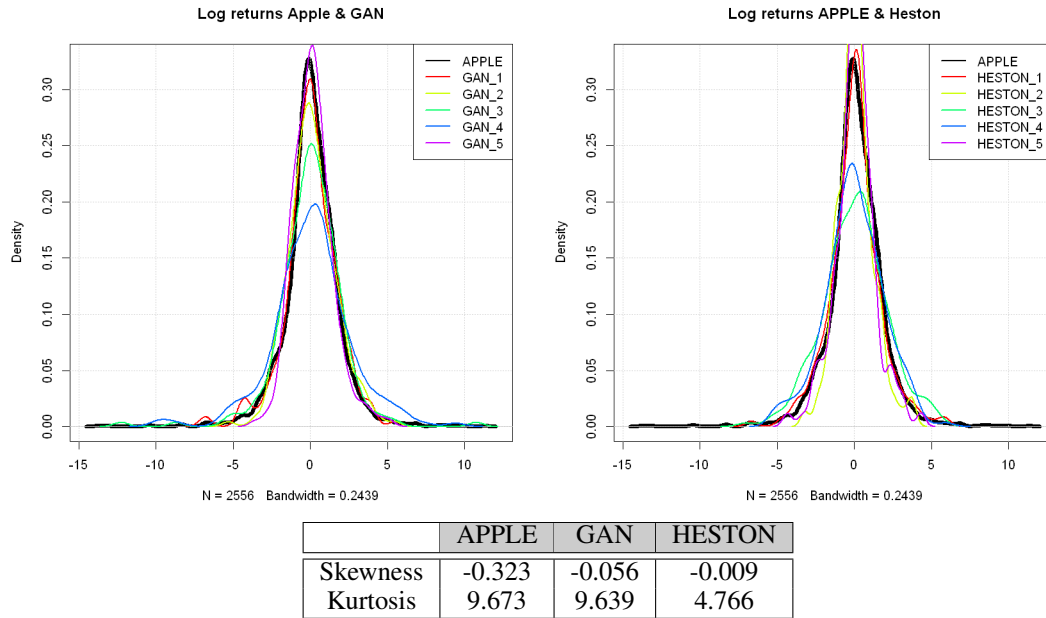 Log returns Apple & GAN
Density
0.00
0.05
0.10
0.15
0.20
0.25
0.30
-15
-10
-5
0
5
10
APPLE
GAN_1
GAN_2
GAN_3
GAN_4
GAN_5
N = 2556 Bandwidth = 0.2439
Log returns APPLE & Heston
Density
0.00
0.05
0.10
0.15
0.20
0.25
0.30
-15
-10
-5
0
5
10
APPLE
HESTON_1
HESTON_2
HESTON_3
HESTON_4
HESTON_5
N = 2556 Bandwidth = 0.2439
APPLE GAN HESTON
Skewness -0.323 -0.056 -0.009
Kurtosis 9.673 9.639 4.766